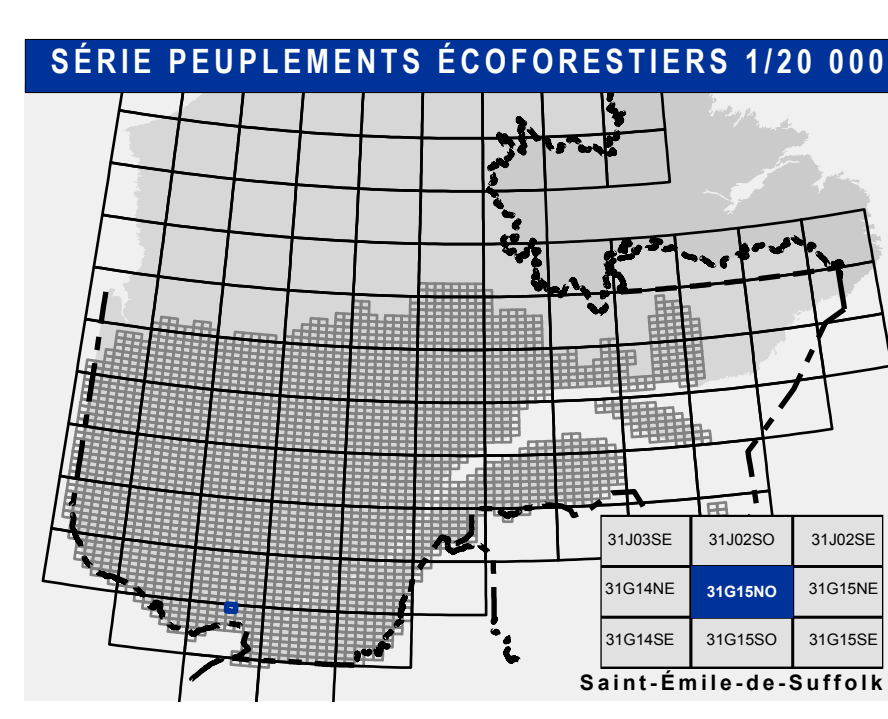 SÉRIE PEUPLEMENTS ÉCOFORESTIERS 1/20 000
31J03SE 31J02SO 31J02SE
31G14NE 31G15NO 31G15NE
31G14SE 31G15SO 31G15SE
Saint-Émile-de-Suffolk